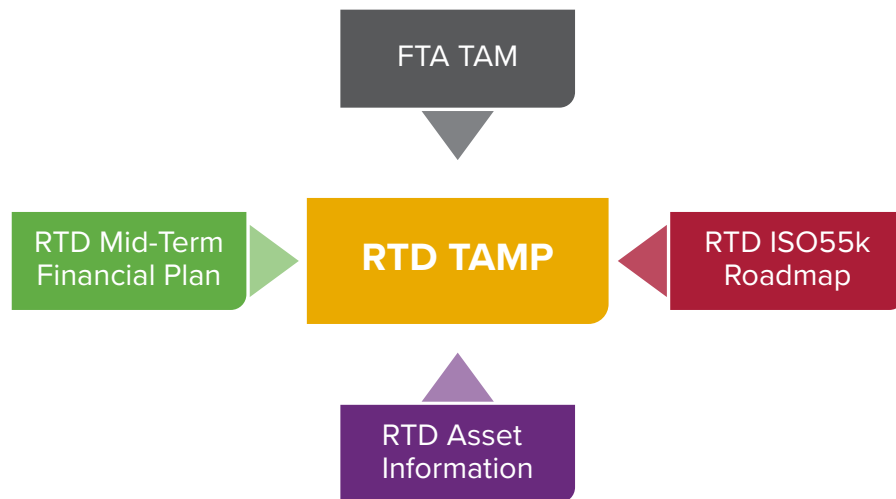 FTA TAM
RTD Mid-Term
Financial Plan
RTD TAMP
RTD ISO55k
Roadmap
RTD Asset
Information